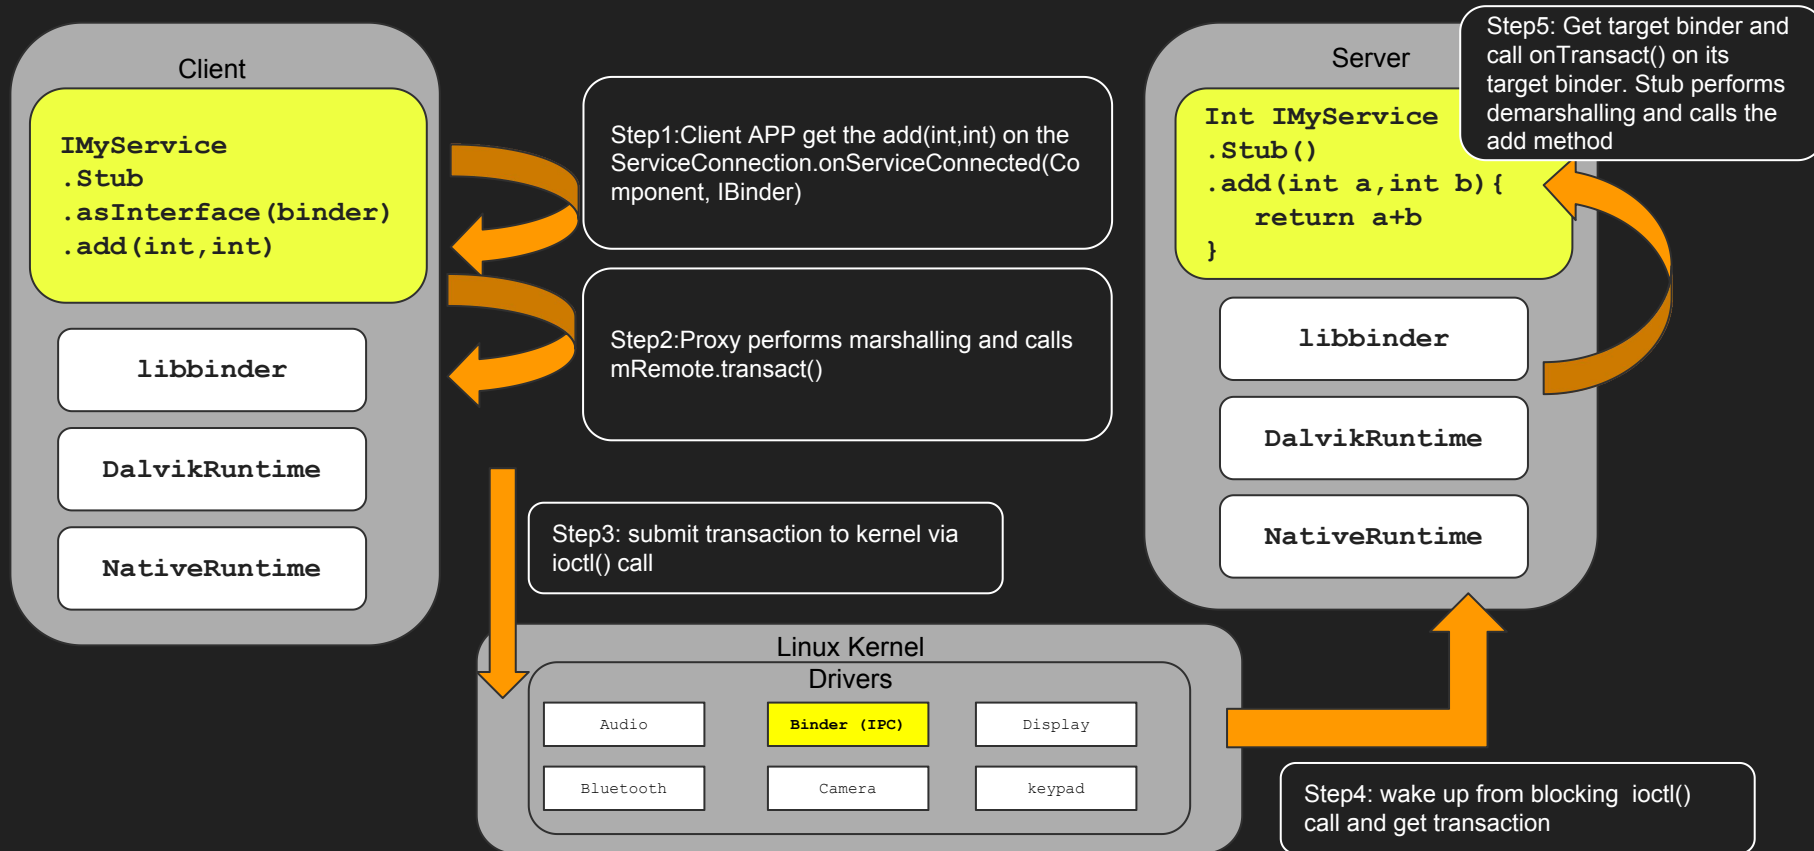 Client
IMyService
.Stub
.asInterface(binder)
.add(int,int)
libbinder
DalvikRuntime
NativeRuntime
Step1:Client APP get the add(int,int) on the
ServiceConnection.onServiceConnected(Co
mponent, IBinder)
Step2:Proxy performs marshalling and calls
mRemote.transact()
Step3: submit transaction to kernel via
ioctl() call
Linux Kernel
Drivers
Audio
Binder (IPC)
Display
Bluetooth
Camera
keypad
Step4: wake up from blocking  ioctl()
call and get transaction
Server
Int IMyService
.Stub()
.add(int a,int b){
return a+b
}
libbinder
DalvikRuntime
NativeRuntime
Step5: Get target binder and
call onTransact() on its
target binder. Stub performs
demarshalling and calls the
add method